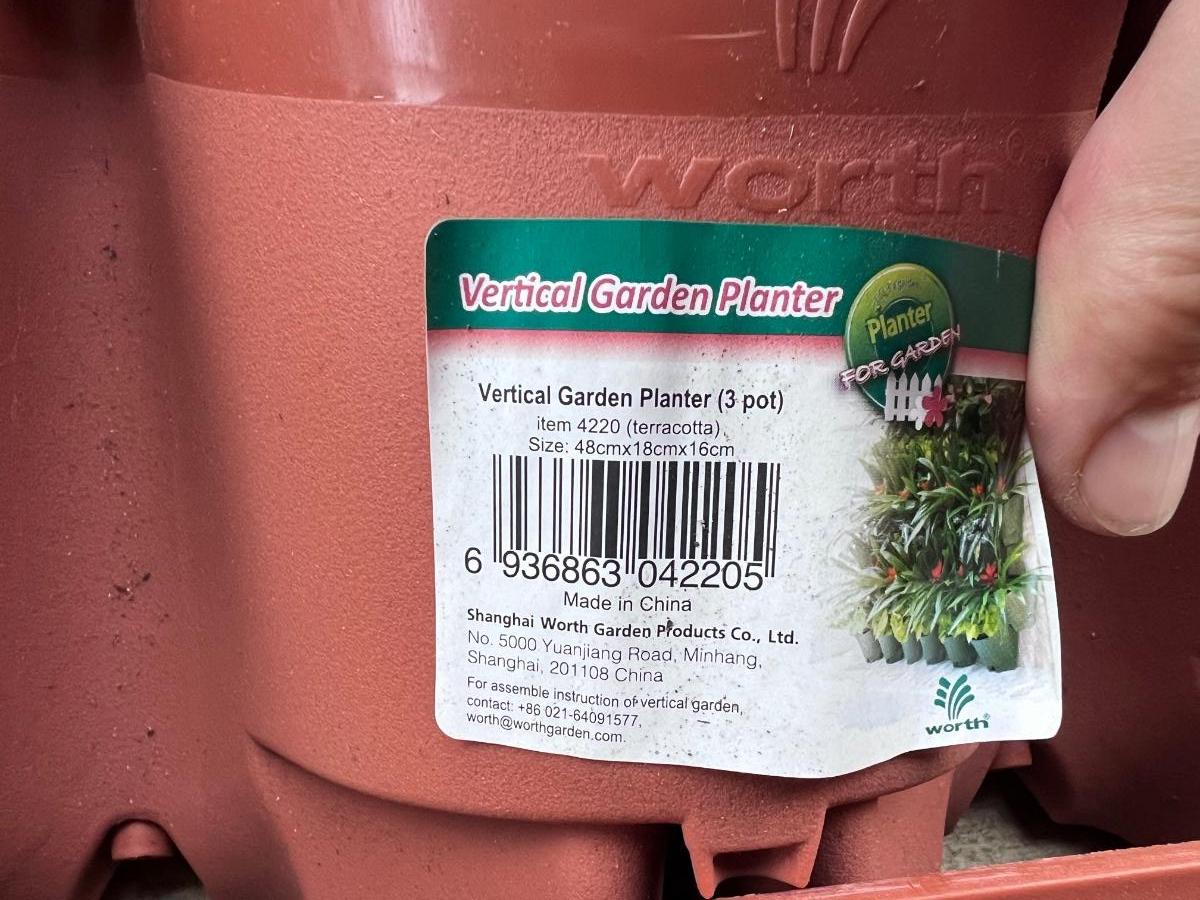 worth
Vertical Garden Planter
Planter
FOR GARDEN
Vertical Garden Planter (3 pot)
item 4220 (terracotta)
Size: 48cmx18cmx16cm
6 936863 042205
Made in China
Shanghai Worth Garden Products Co., Ltd.
No. 5000 Yuanjiang Road, Minhang,
Shanghai, 201108 China
For assemble instruction of vertical garden,
contact: +86 021-64091577,
worth@worthgarden.com.
worth®